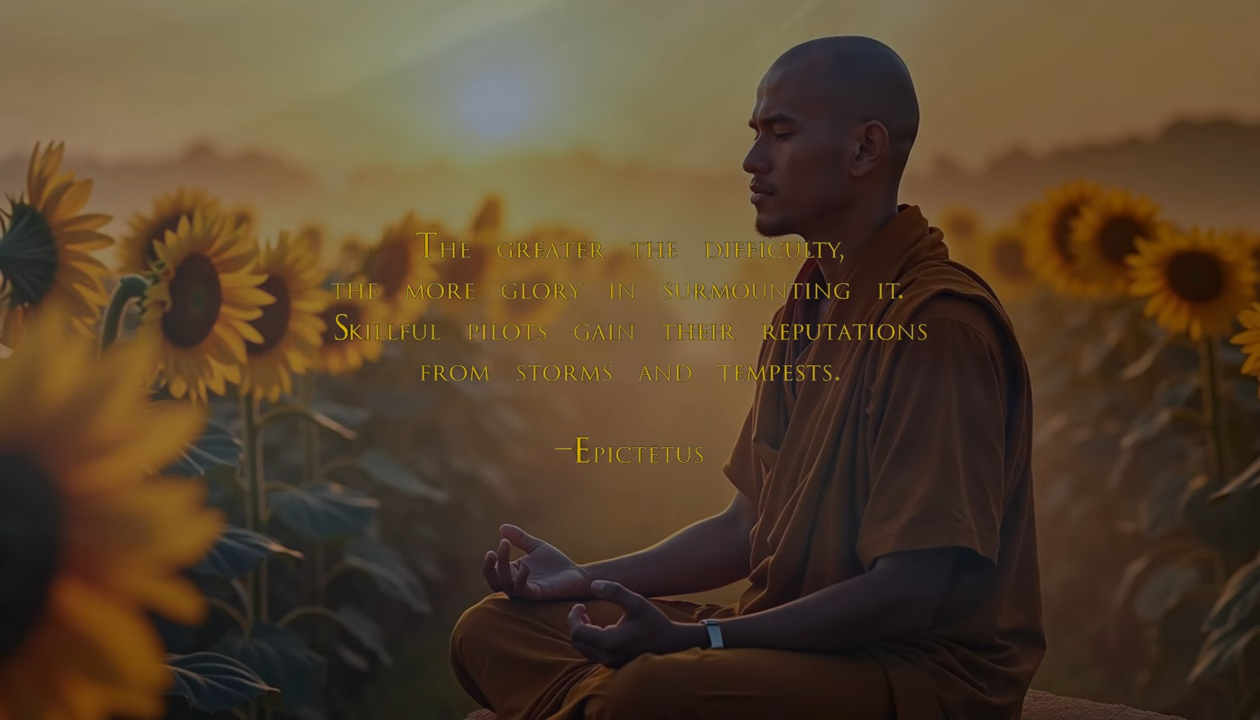 The greater the difficulty,
the more glory in surmounting it.
Skillful pilots gain their reputations
from storms and tempests.
–Epictetus